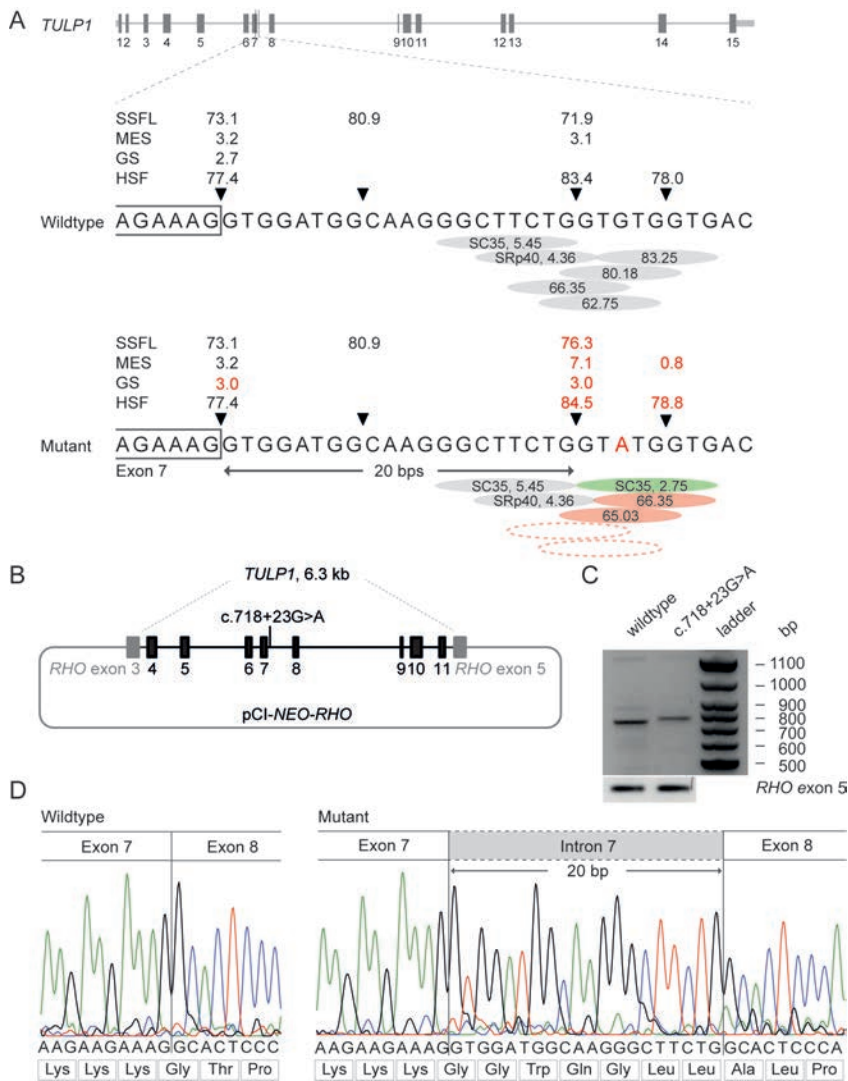 A
TULP1
12 3 4 5 67 8 910 11 12 13 14 15
SSFL 73.1 80.9 71.9
MES 3.2 3.1
GS 2.7
HSF 77.4 83.4 78.0
Wildtype AGAAAGGTGGATGGCAAGGGCTTCTGGTGTGGTGAC
SC35, 5.45
SRp40, 4.36 83.25
80.18
66.35
62.75
SSFL 73.1 80.9 76.3
MES 3.2 7.1 0.8
GS 3.0 3.0
HSF 77.4 84.5 78.8
Mutant AGAAAGGTGGATGGCAAGGGCTTCTGGTATGGTGAC
Exon 7 20 bps
SC35, 5.45 SC35, 2.75
SRp40, 4.36 66.35
65.03
B
TULP1, 6.3 kb
c.718+23G>A
RHO exon 3 4 5 6 7 8 910 11 RHO exon 5
pCI-NEO-RHO
C
wildtype c.718+23G>A ladder bp
1100
1000
900
800
700
600
500
RHO exon 5
D
Wildtype
Exon 7 Exon 8
AAGAAGAAAGGCACTCCC
Lys Lys Lys Gly Thr Pro
Mutant
Exon 7 Intron 7 Exon 8
20 bp
AAGAAGAAAGGTGGATGGCAAGGGCTTCTGGCACTCCCA
Lys Lys Lys Gly Gly Trp Gln Gly Leu Leu Ala Leu Pro